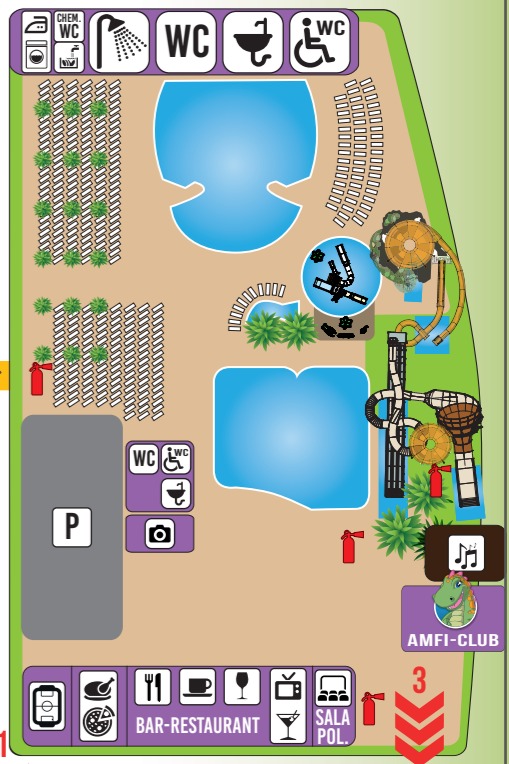 CHEM.
WC
WC
WC
WC
WC
P
AMFI-CLUB
BAR-RESTAURANT
SALA
POL.
3
1